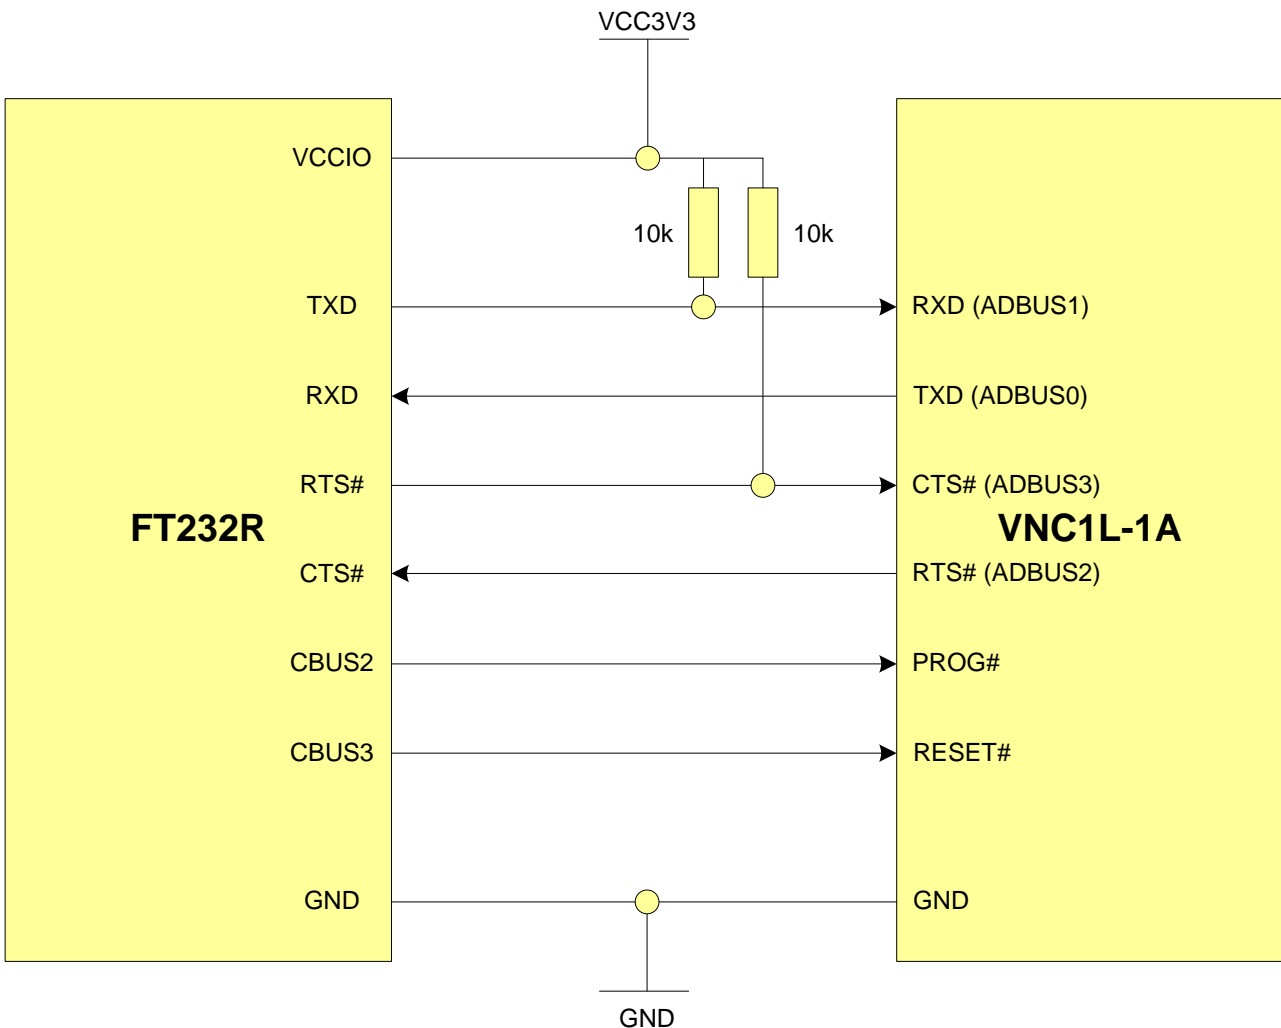 VCC3V3
VCCIO
10k
10k
TXD
RXD (ADBUS1)
RXD
TXD (ADBUS0)
RTS#
CTS# (ADBUS3)
FT232R
VNC1L-1A
CTS#
RTS# (ADBUS2)
CBUS2
PROG#
CBUS3
RESET#
GND
GND
GND